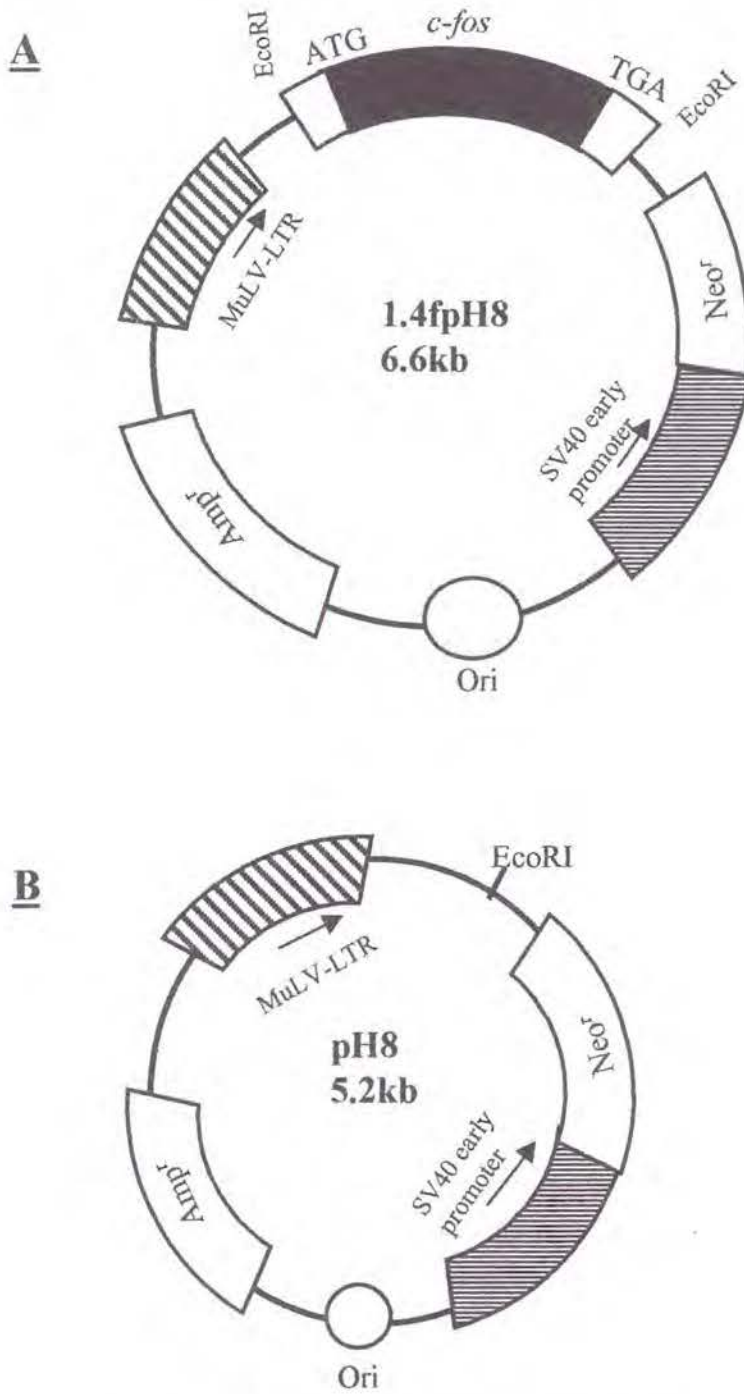 A
EcoRI
ATG
c-fos
TGA
EcoRI
MuLV-LTR
Neoʳ
1.4fpH8
6.6kb
SV40 early
promoter
Ampʳ
Ori
B
EcoRI
MuLV-LTR
Neoʳ
pH8
5.2kb
SV40 early
promoter
Ampʳ
Ori